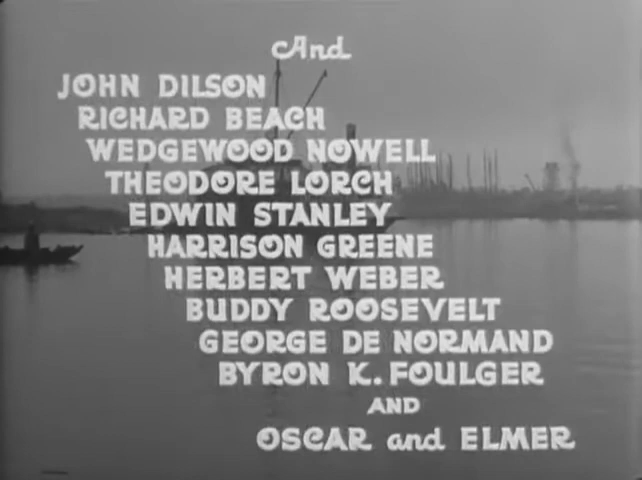 And
JOHN DILSON
RICHARD BEACH
WEDGEWOOD NOWELL
THEODORE LORCH
EDWIN STANLEY
HARRISON GREENE
HERBERT WEBER
BUDDY ROOSEVELT
GEORGE DE NORMAND
BYRON K. FOULGER
AND
OSCAR and ELMER